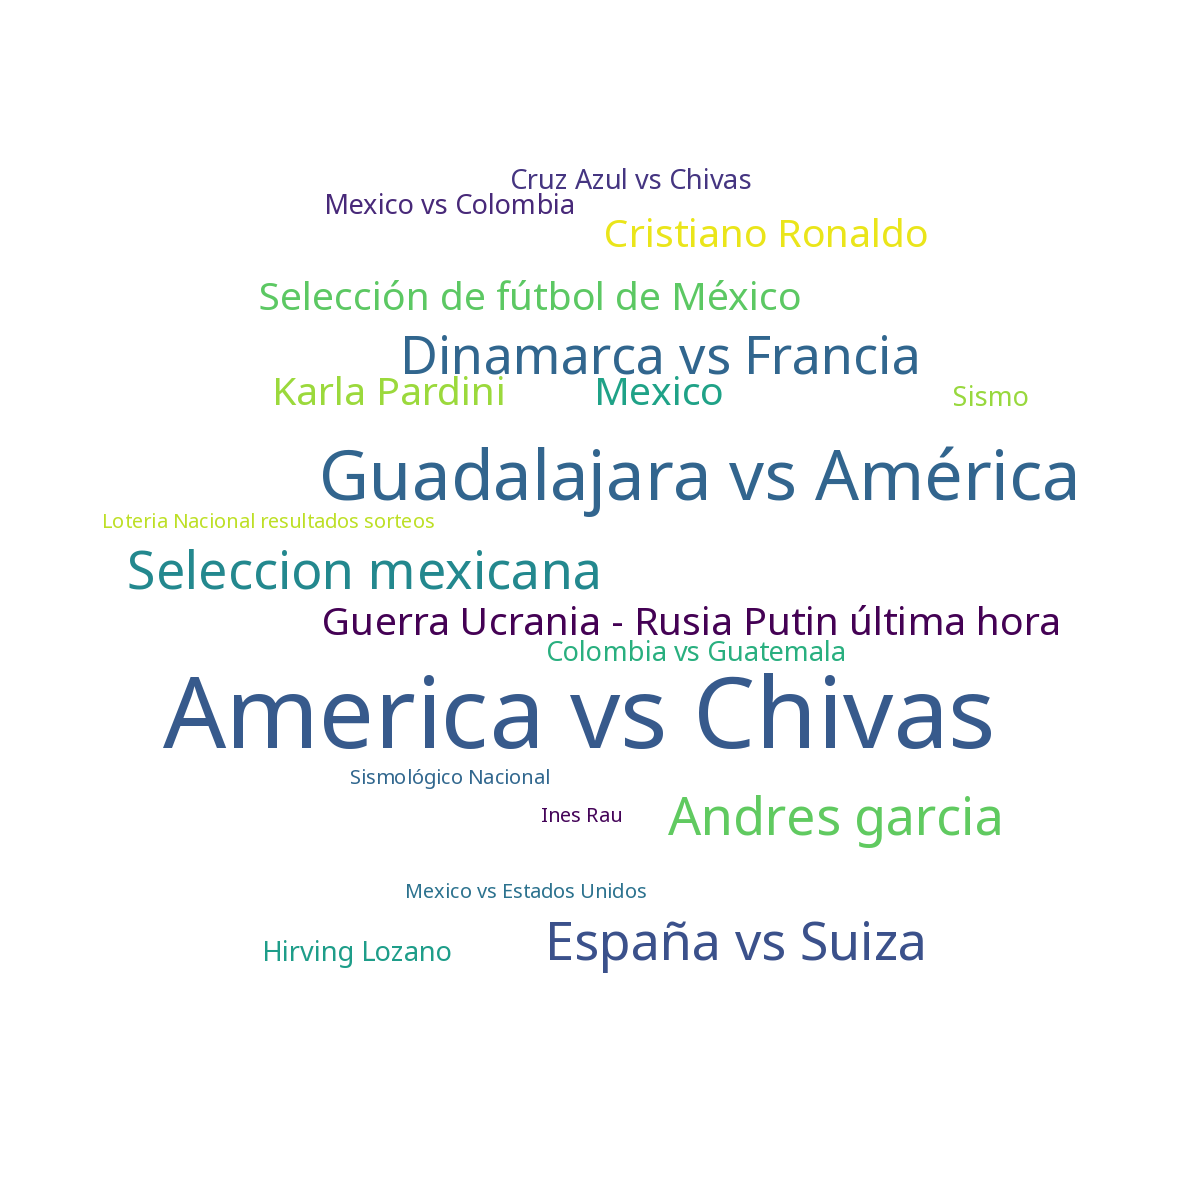 Cruz Azul vs Chivas
Mexico vs Colombia
Cristiano Ronaldo
Selección de fútbol de México
Dinamarca vs Francia
Karla Pardini
Mexico
Sismo
Guadalajara vs América
Loteria Nacional resultados sorteos
Seleccion mexicana
Guerra Ucrania - Rusia Putin última hora
Colombia vs Guatemala
America vs Chivas
Sismológico Nacional
Ines Rau
Andres garcia
Mexico vs Estados Unidos
España vs Suiza
Hirving Lozano